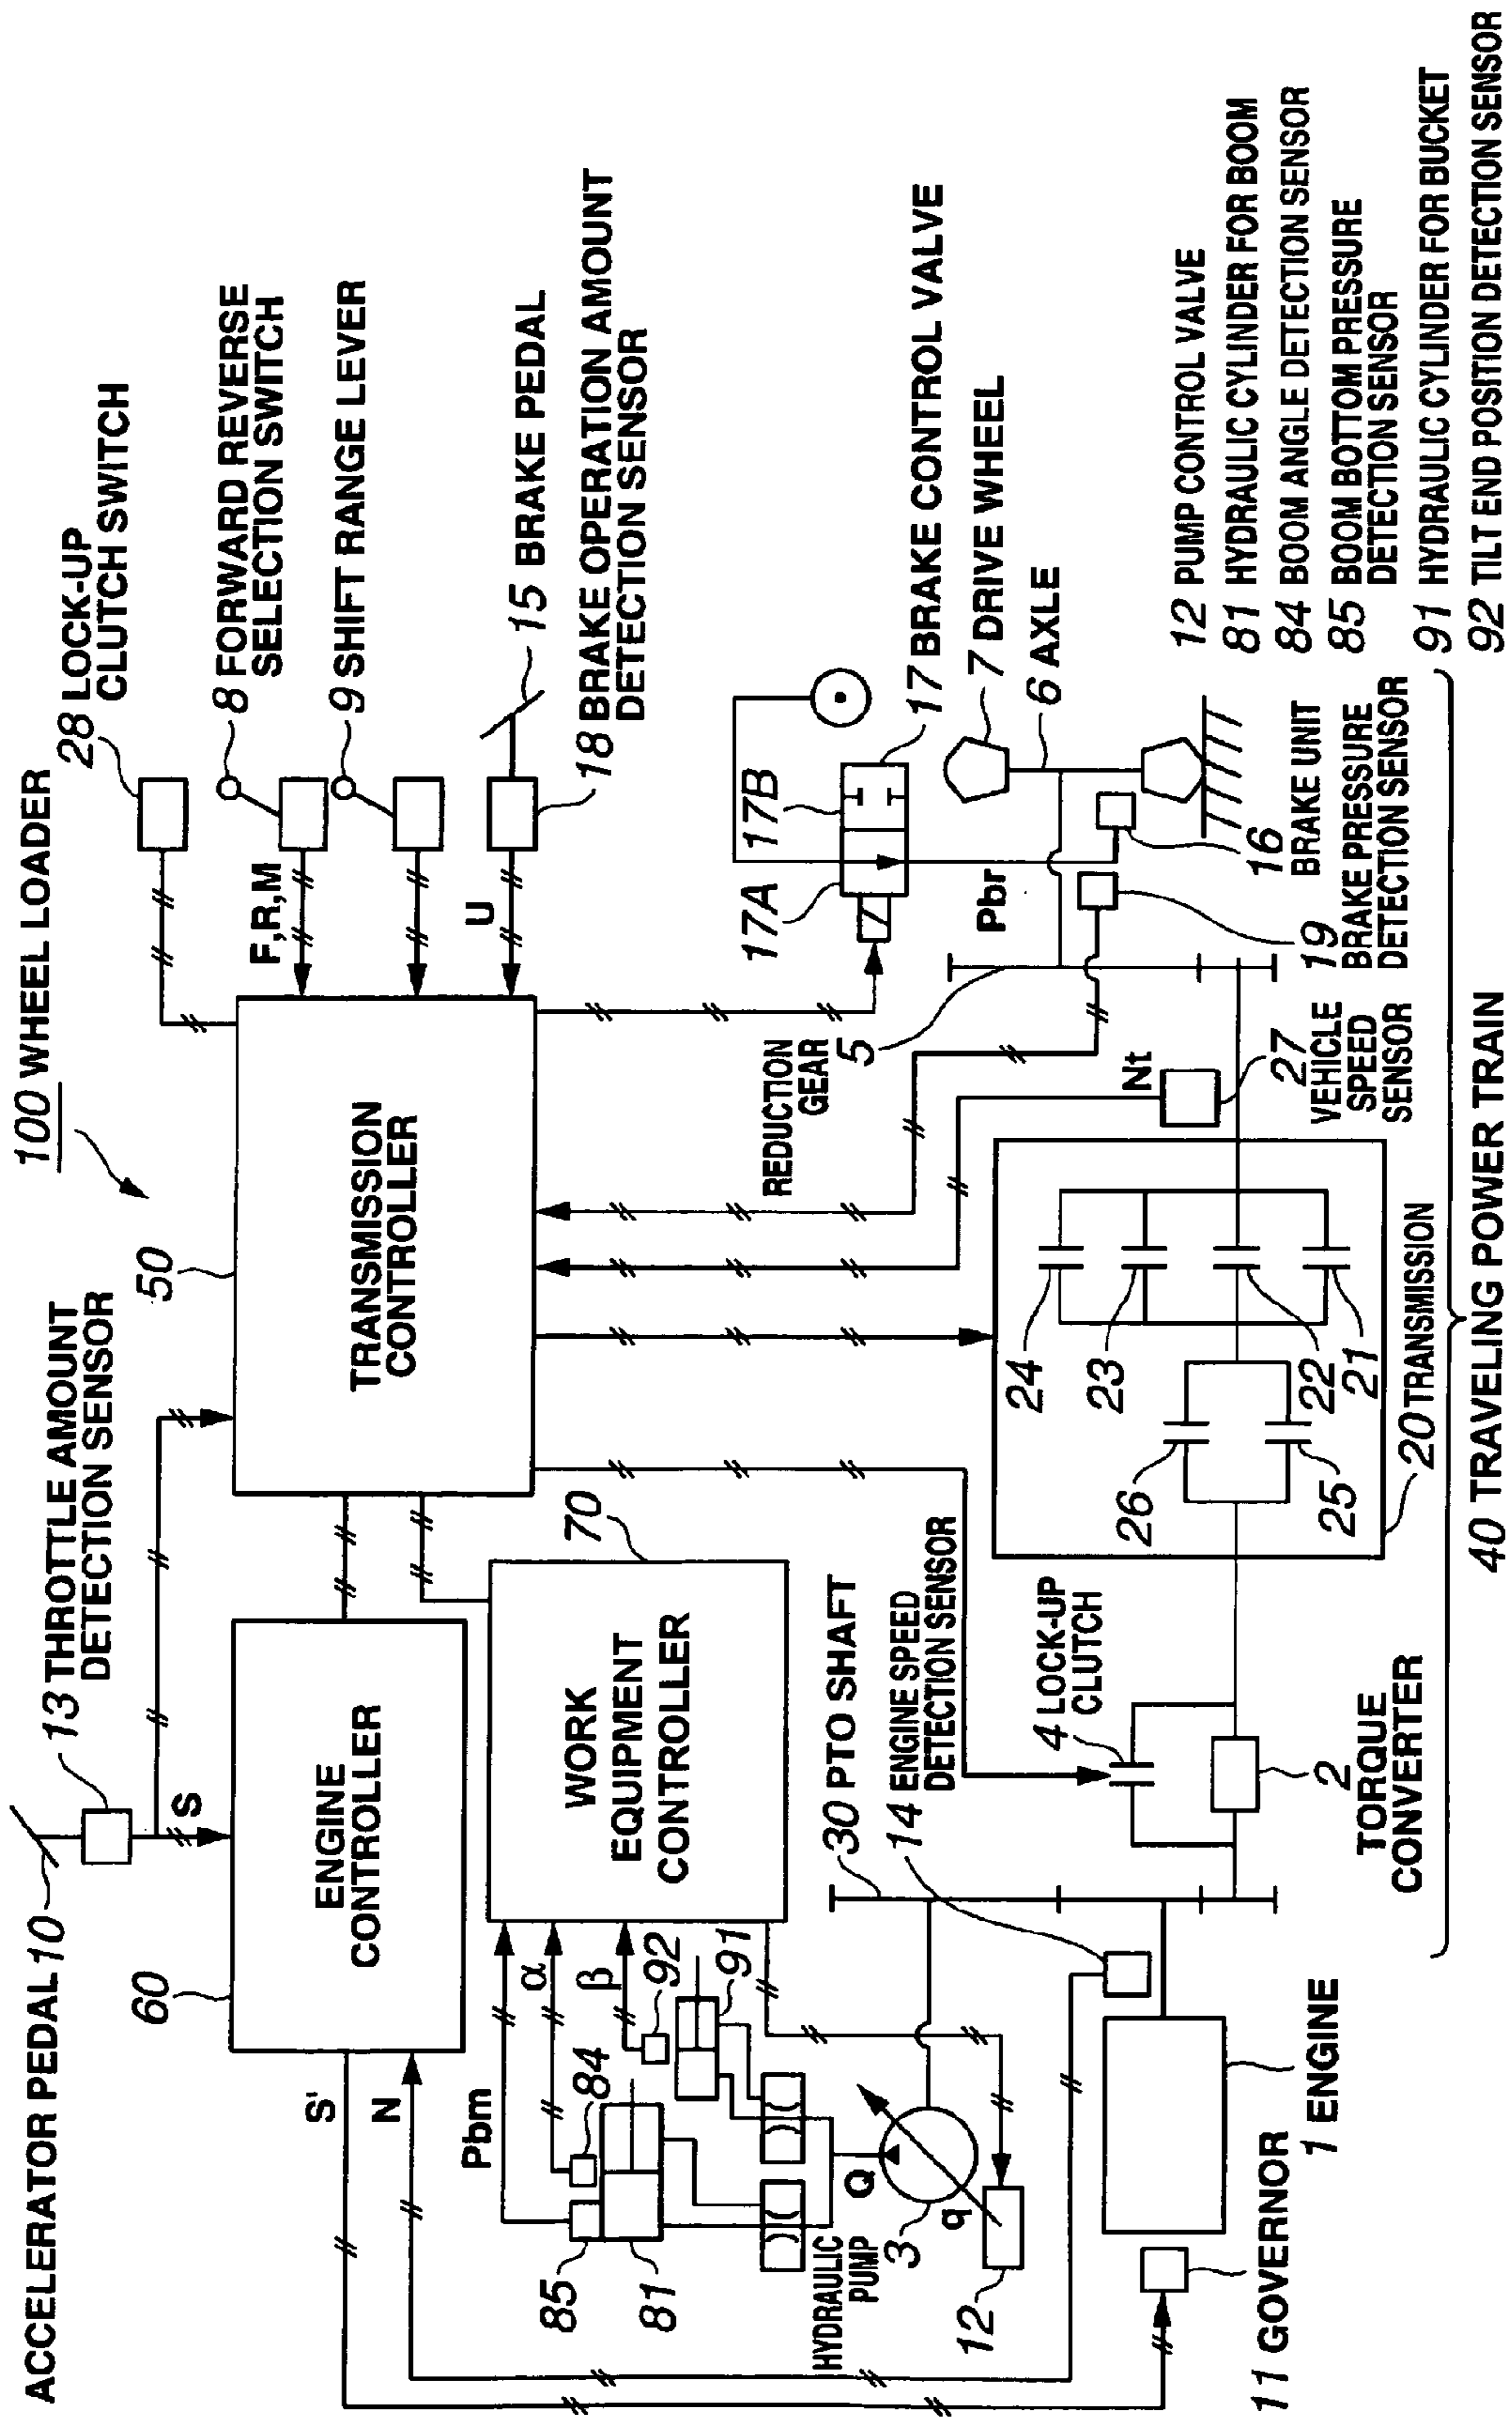 100 WHEEL LOADER
ACCELERATOR PEDAL 10
13 THROTTLE AMOUNT
DETECTION SENSOR
28 LOCK-UP
CLUTCH SWITCH
8 FORWARD REVERSE
SELECTION SWITCH
9 SHIFT RANGE LEVER
15 BRAKE PEDAL
18 BRAKE OPERATION AMOUNT
DETECTION SENSOR
S
F,R,M
U
60
ENGINE
CONTROLLER
50
TRANSMISSION
CONTROLLER
S'
N
70
WORK
EQUIPMENT
CONTROLLER
Pbm
α
β
84
92
91
85
81
HYDRAULIC
PUMP
3
Q
q
12
30 PTO SHAFT
14 ENGINE SPEED
DETECTION SENSOR
4 LOCK-UP
CLUTCH
REDUCTION
GEAR
5
17A
17B
17 BRAKE CONTROL VALVE
7 DRIVE WHEEL
6 AXLE
Pbr
16
BRAKE UNIT
19
BRAKE PRESSURE
DETECTION SENSOR
Nt
27
VEHICLE
SPEED
SENSOR
24
23
22
21
26
25
20 TRANSMISSION
2
TORQUE
CONVERTER
11 GOVERNOR
1 ENGINE
40 TRAVELING POWER TRAIN
12 PUMP CONTROL VALVE
81 HYDRAULIC CYLINDER FOR BOOM
84 BOOM ANGLE DETECTION SENSOR
85 BOOM BOTTOM PRESSURE
DETECTION SENSOR
91 HYDRAULIC CYLINDER FOR BUCKET
92 TILT END POSITION DETECTION SENSOR